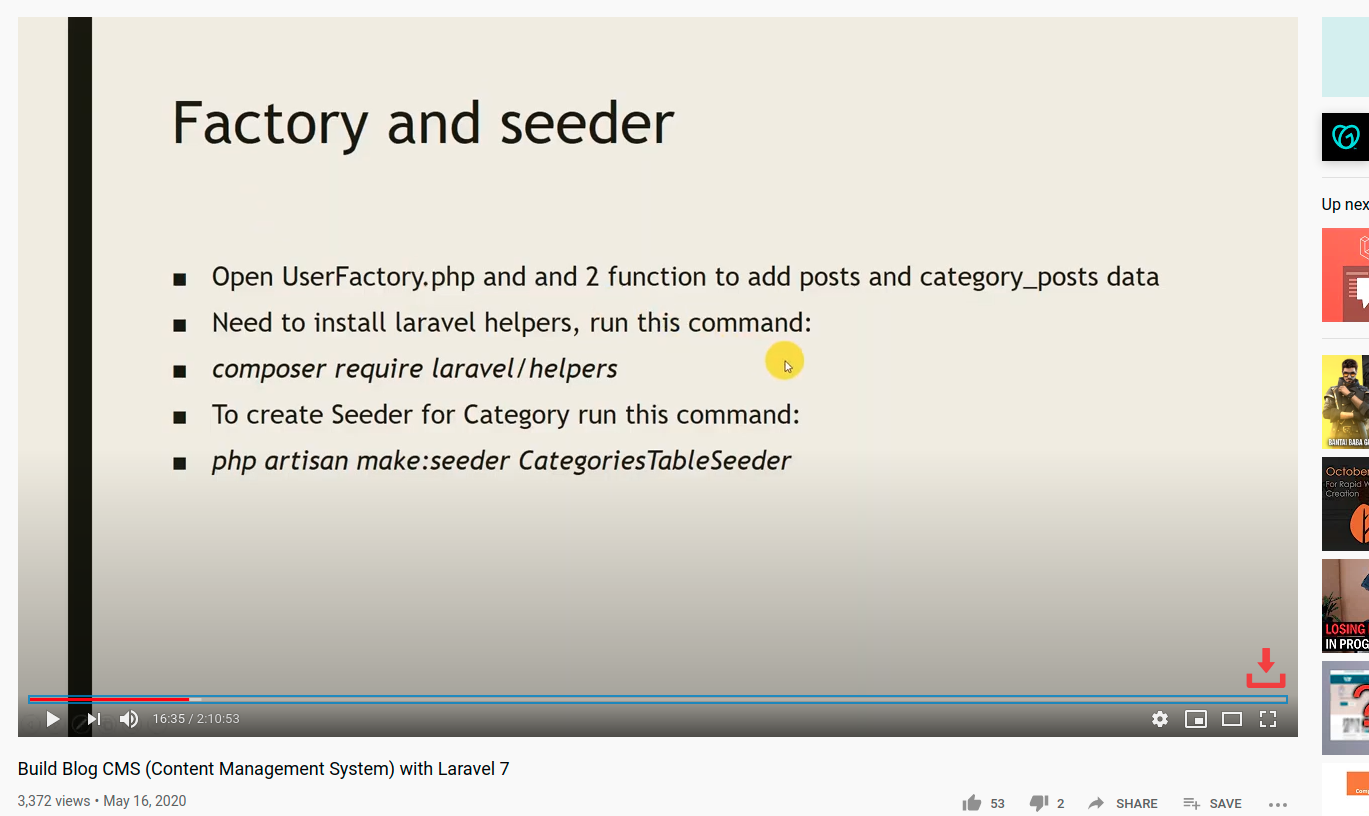 Factory and seeder
Open UserFactory.php and and 2 function to add posts and category_posts data
Need to install laravel helpers, run this command:
composer require laravel/helpers
To create Seeder for Category run this command:
php artisan make:seeder CategoriesTableSeeder
16:35 / 2:10:53
Build Blog CMS (Content Management System) with Laravel 7
3,372 views • May 16, 2020
53
2
SHARE
SAVE
Up nex
BANTAI BABA G
October
For Rapid W
Creation
LOSING
IN PROG